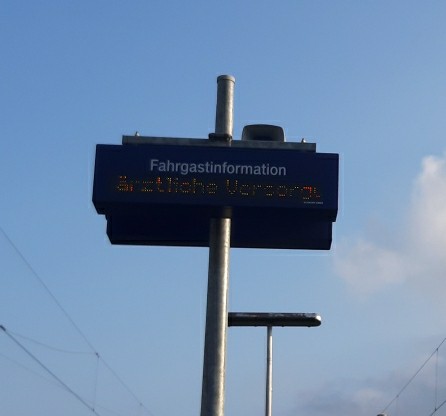 Fahrgastinformation
ärztliche Versorgu